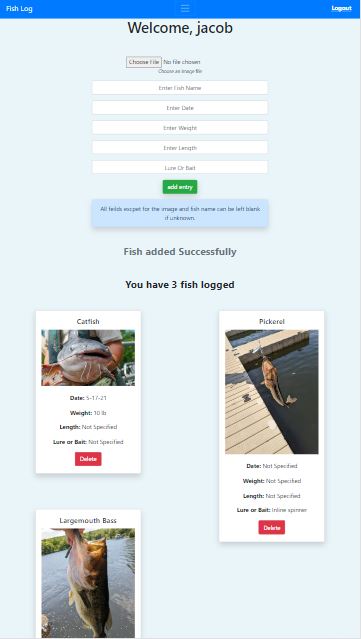 Fish Log
Logout
Welcome, jacob
Choose File No file chosen
Choose an image file
Enter Fish Name
Enter Date
Enter Weight
Enter Length
Lure Or Bait
add entry
All feilds excpet for the image and fish name can be left blank
if unknown.
Fish added Successfully
You have 3 fish logged
Catfish
Date: 5-17-21
Weight: 10 lb
Length: Not Specified
Lure or Bait: Not Specified
Delete
Pickerel
Date: Not Specified
Weight: Not Specified
Length: Not Specified
Lure or Bait: Inline spinner
Delete
Largemouth Bass